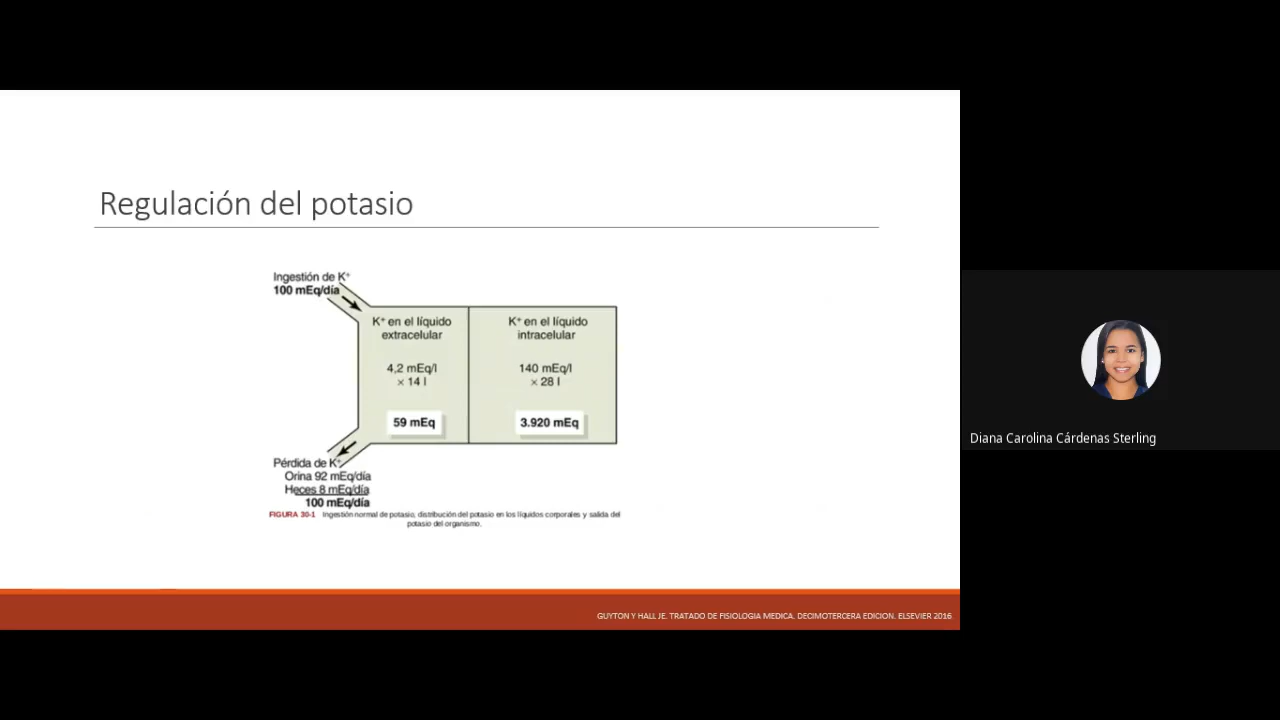 Regulación del potasio
Ingestión de K⁺
100 mEq/día
K⁺ en el líquido
extracelular
4,2 mEq/l
× 14 l
59 mEq
K⁺ en el líquido
intracelular
140 mEq/l
× 28 l
3.920 mEq
Pérdida de K⁺
Orina 92 mEq/día
Heces 8 mEq/día
100 mEq/día
FIGURA 30-1 Ingestión normal de potasio, distribución del potasio en los líquidos corporales y salida del
potasio del organismo.
GUYTON Y HALL JE. TRATADO DE FISIOLOGIA MEDICA. DECIMOTERCERA EDICION. ELSEVIER 2016.
Diana Carolina Cárdenas Sterling